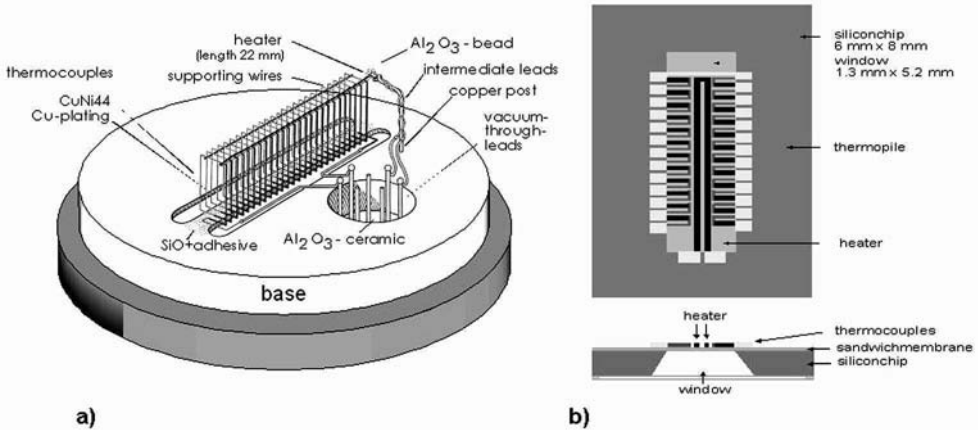 heater
(length 22 mm)
Al2O3-bead
thermocouples
supporting wires
intermediate leads
CuNi44
Cu-plating
copper post
vacuum-
through-
leads
SiO+adhesive
Al2O3-ceramic
base
a)
siliconchip
6 mm x 8 mm
window
1.3 mm x 5.2 mm
thermopile
heater
heater
thermocouples
sandwichmembrane
siliconchip
window
b)